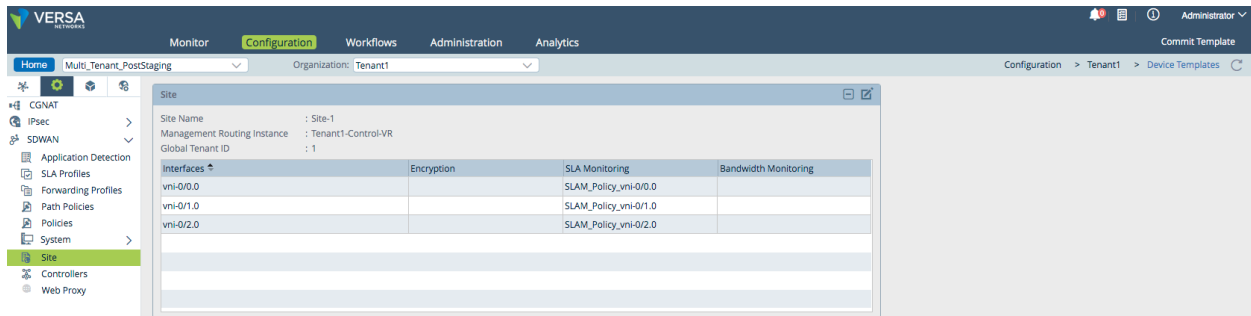 VERSA
NETWORKS
0
Administrator
Monitor Configuration Workflows Administration Analytics
Commit Template
Home Multi_Tenant_PostStaging Organization: Tenant1 Configuration > Tenant1 > Device Templates
CGNAT
IPsec
SDWAN
Application Detection
SLA Profiles
Forwarding Profiles
Path Policies
Policies
System
Site
Controllers
Web Proxy
Site
Site Name : Site-1
Management Routing Instance : Tenant1-Control-VR
Global Tenant ID : 1
Interfaces Encryption SLA Monitoring Bandwidth Monitoring
vni-0/0.0 SLAM_Policy_vni-0/0.0
vni-0/1.0 SLAM_Policy_vni-0/1.0
vni-0/2.0 SLAM_Policy_vni-0/2.0